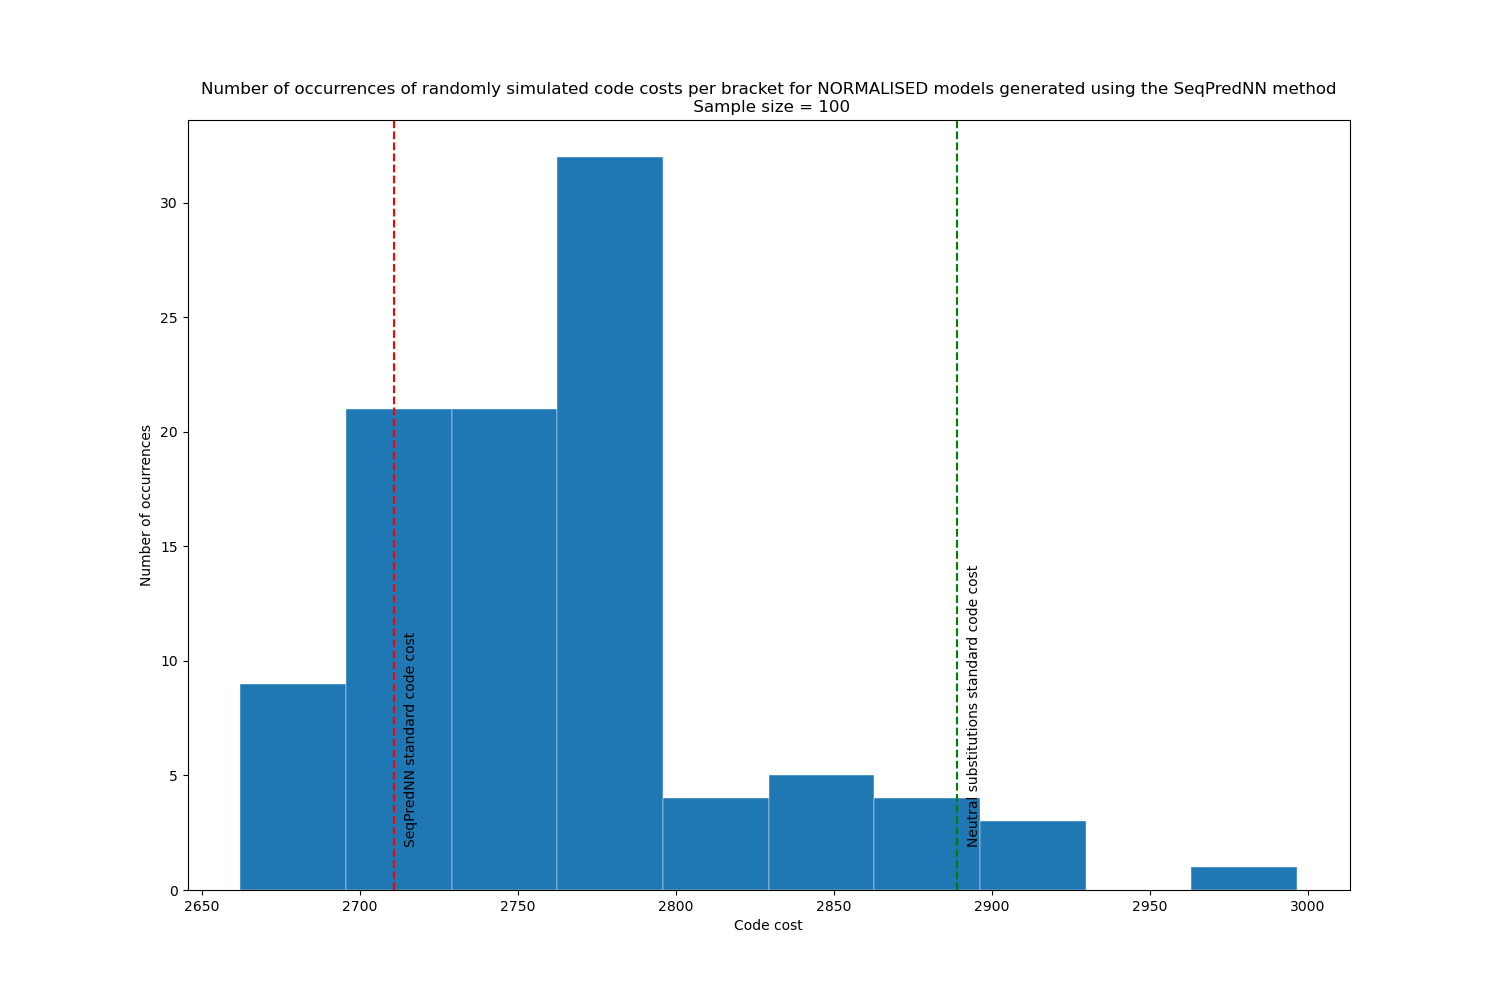 Number of occurrences of randomly simulated code costs per bracket for NORMALISED models generated using the SeqPredNN method
Sample size = 100
30
25
20
15
10
5
0
Number of occurrences
SeqPredNN standard code cost
Neutral substitutions standard code cost
2650 2700 2750 2800 2850 2900 2950 3000
Code cost